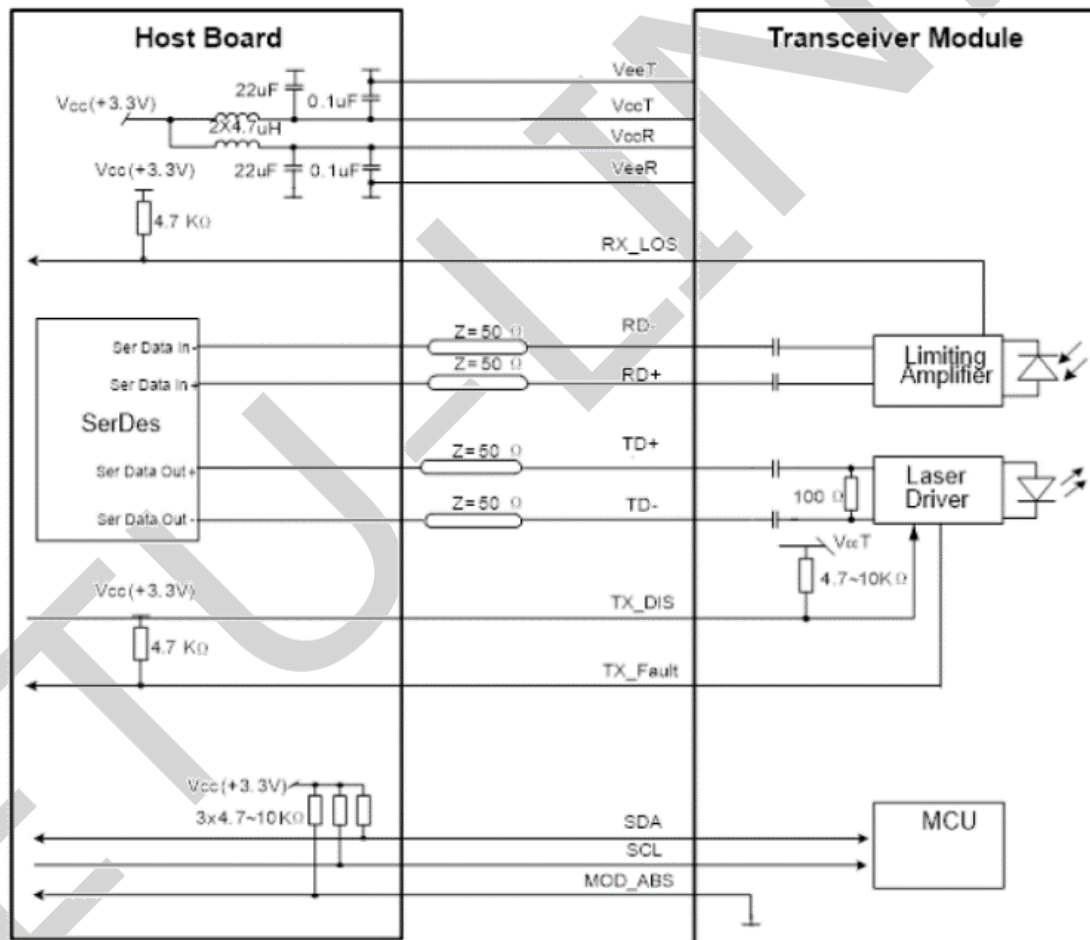 Host Board
Transceiver Module
VeeT
22uF
0.1uF
Vcc(+3.3V)
VccT
2X4.7uH
VccR
Vcc(+3.3V)
22uF
0.1uF
VeeR
4.7 KΩ
RX_LOS
Z=50 Ω
RD-
Ser Data In-
Z=50 Ω
Limiting
Amplifier
Ser Data In +
RD+
SerDes
Z=50 Ω
TD+
Ser Data Out+
Laser
Driver
100 Ω
Z=50 Ω
TD-
Ser Data Out -
VccT
4.7~10KΩ
Vcc(+3.3V)
TX_DIS
4.7 KΩ
TX_Fault
Vcc(+3.3V)
3x4.7~10KΩ
SDA
MCU
SCL
MOD_ABS